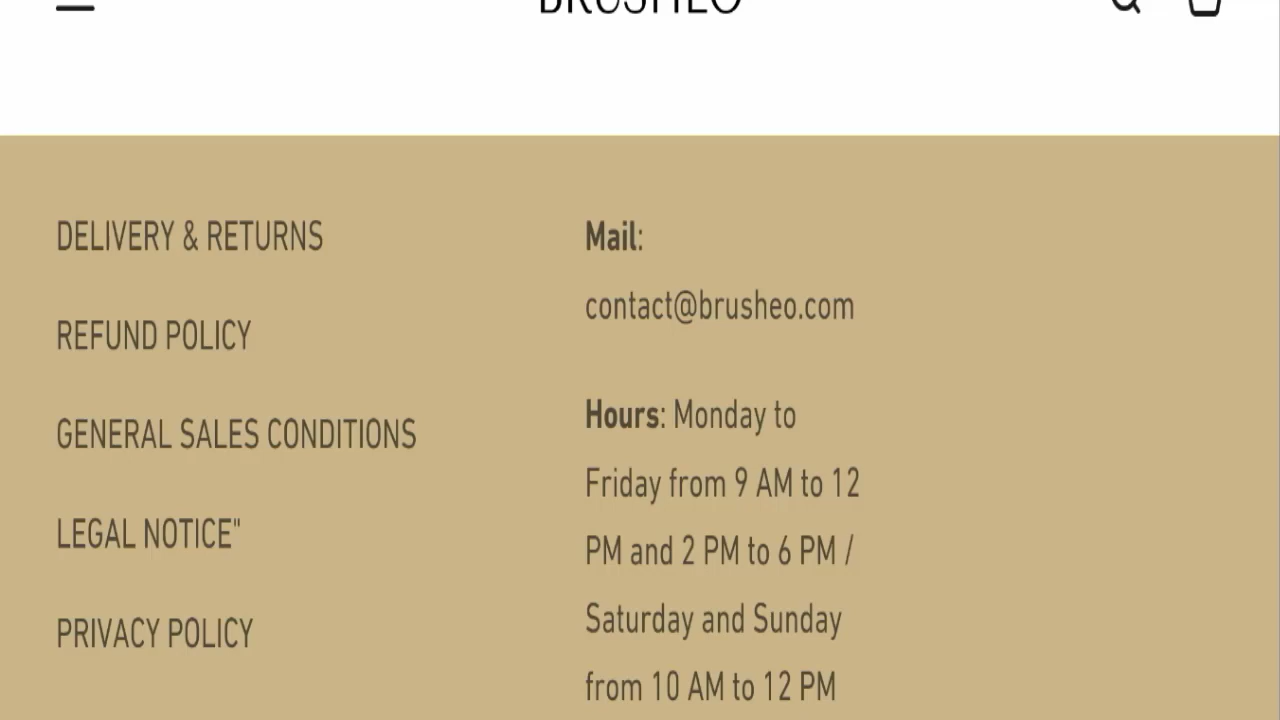 BRUSHEO
DELIVERY & RETURNS
REFUND POLICY
GENERAL SALES CONDITIONS
LEGAL NOTICE"
PRIVACY POLICY
Mail:
contact@brusheo.com
Hours: Monday to
Friday from 9 AM to 12
PM and 2 PM to 6 PM /
Saturday and Sunday
from 10 AM to 12 PM